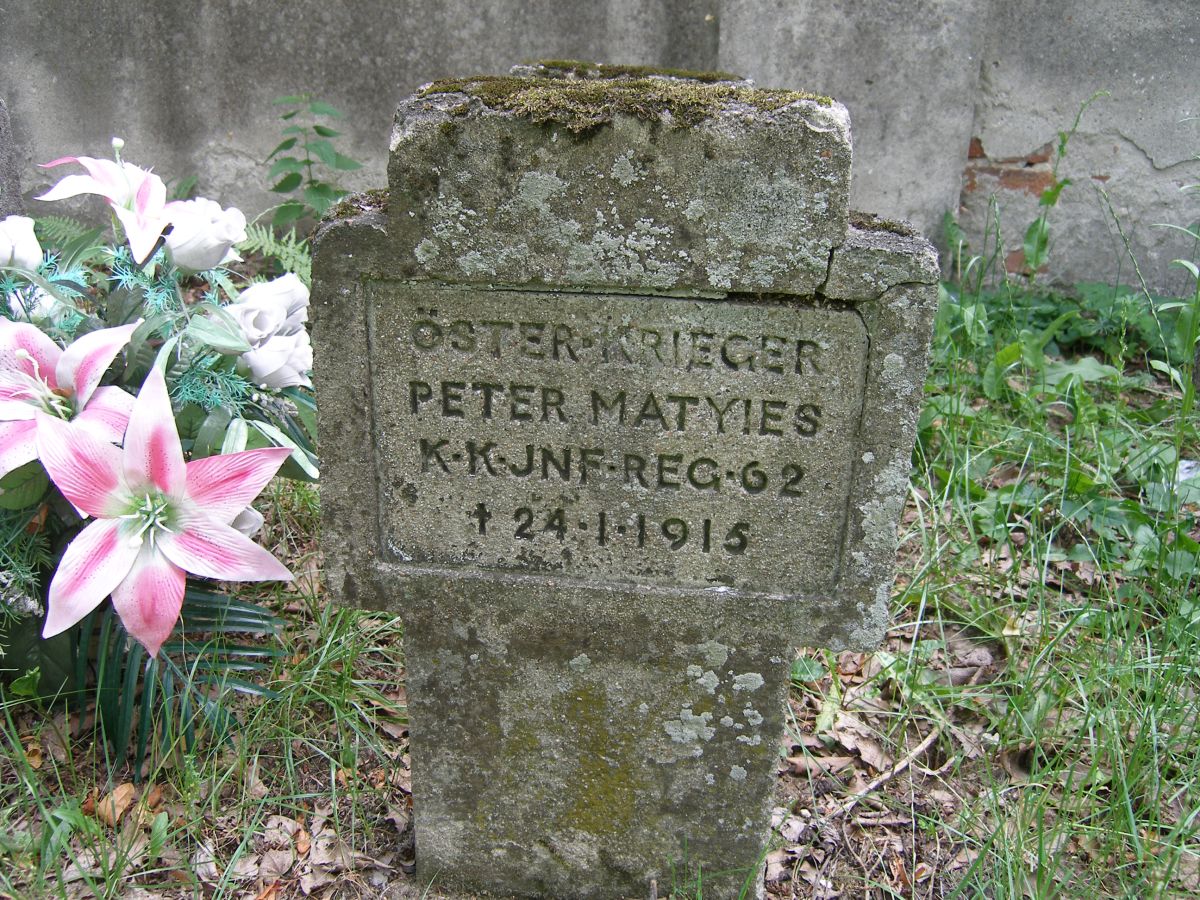 ÖSTER·KRIEGER
PETER MATYIES
K·K·JNF·REG·62
† 24·1·1915